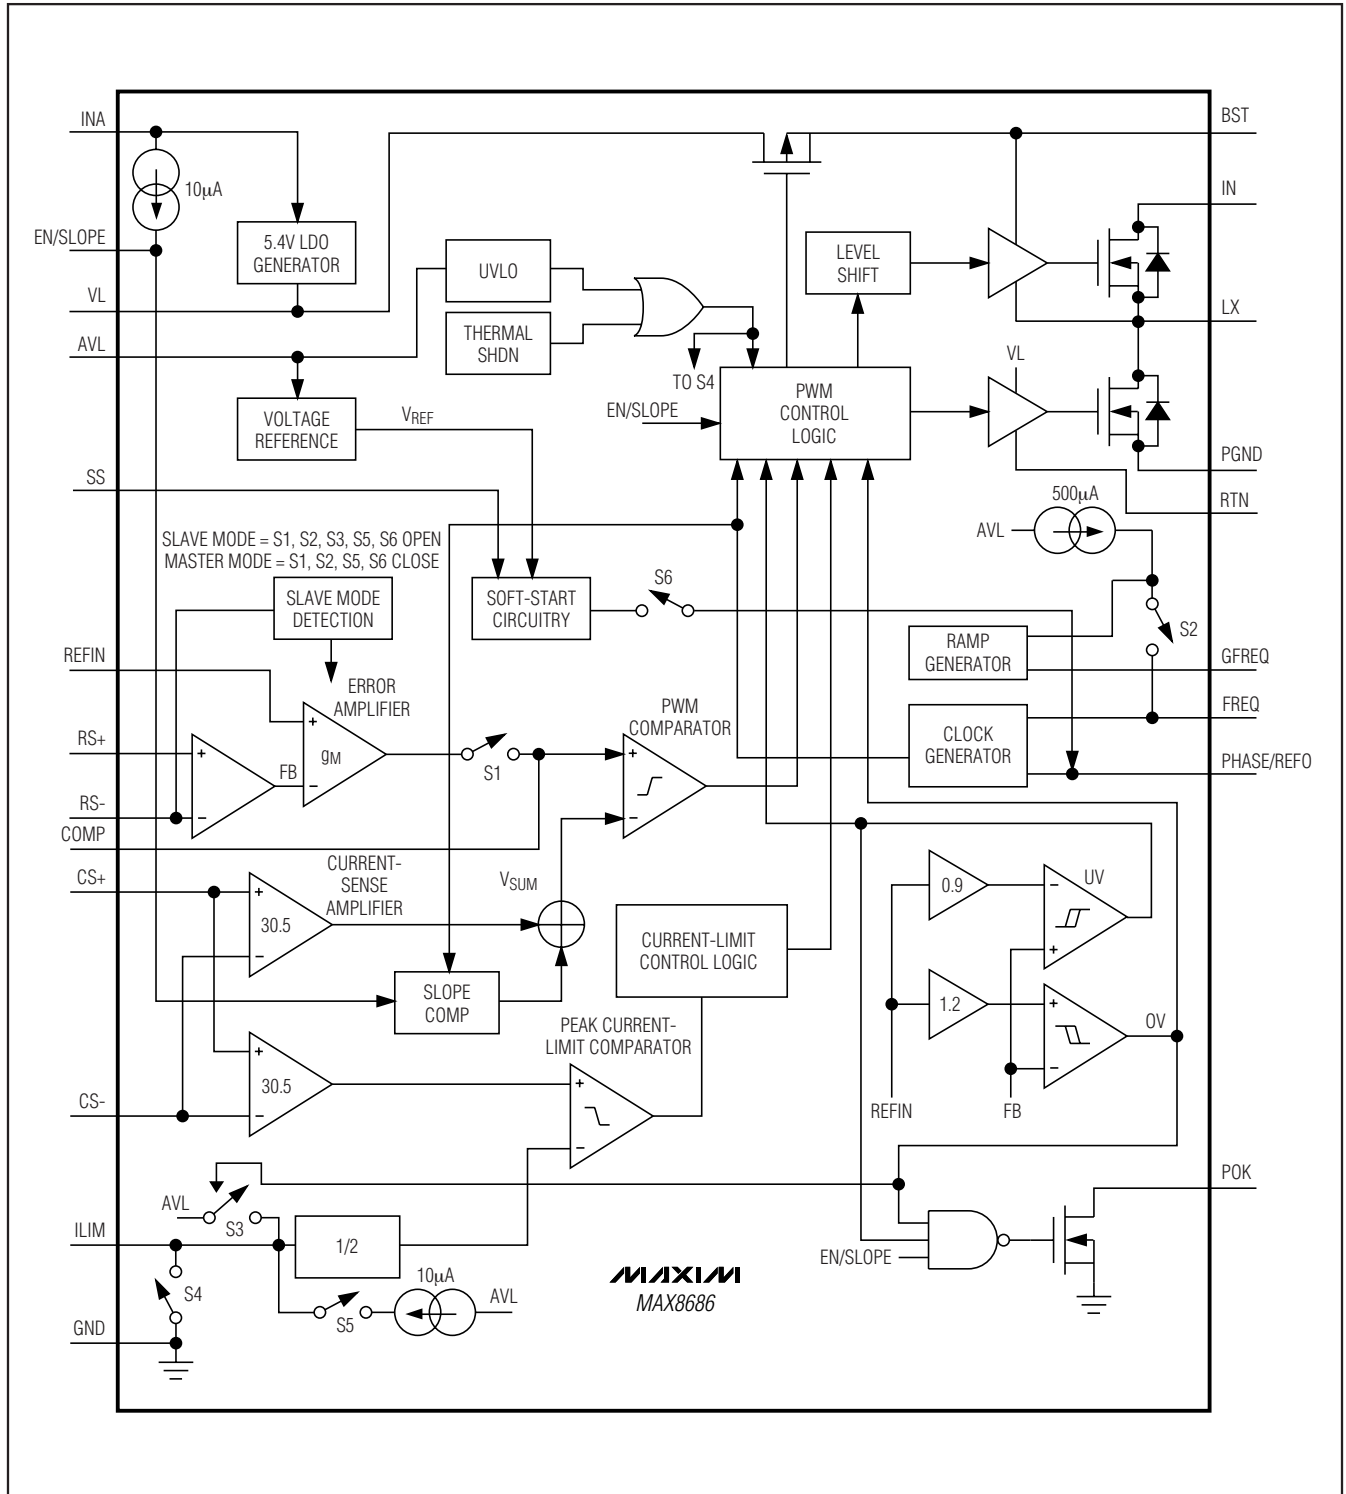 INA
BST
10µA
IN
EN/SLOPE
5.4V LDO
GENERATOR
UVLO
LEVEL
SHIFT
VL
LX
THERMAL
SHDN
AVL
VL
TO S4
PWM
CONTROL
LOGIC
EN/SLOPE
VOLTAGE
REFERENCE
VREF
PGND
SS
500µA
RTN
AVL
SLAVE MODE = S1, S2, S3, S5, S6 OPEN
MASTER MODE = S1, S2, S5, S6 CLOSE
SLAVE MODE
DETECTION
SOFT-START
CIRCUITRY
S6
S2
RAMP
GENERATOR
REFIN
GFREQ
ERROR
AMPLIFIER
+
gM
−
PWM
COMPARATOR
FREQ
CLOCK
GENERATOR
RS+
+
FB
S1
+
PHASE/REFO
RS-
−
−
COMP
CS+
CURRENT-
SENSE
AMPLIFIER
VSUM
+
30.5
−
0.9
UV
−
+
CURRENT-LIMIT
CONTROL LOGIC
SLOPE
COMP
1.2
+
OV
−
PEAK CURRENT-
LIMIT COMPARATOR
+
30.5
−
+
−
CS-
REFIN
FB
POK
AVL
S3
ILIM
1/2
EN/SLOPE
S4
10µA
AVL
S5
MAXIM
MAX8686
GND